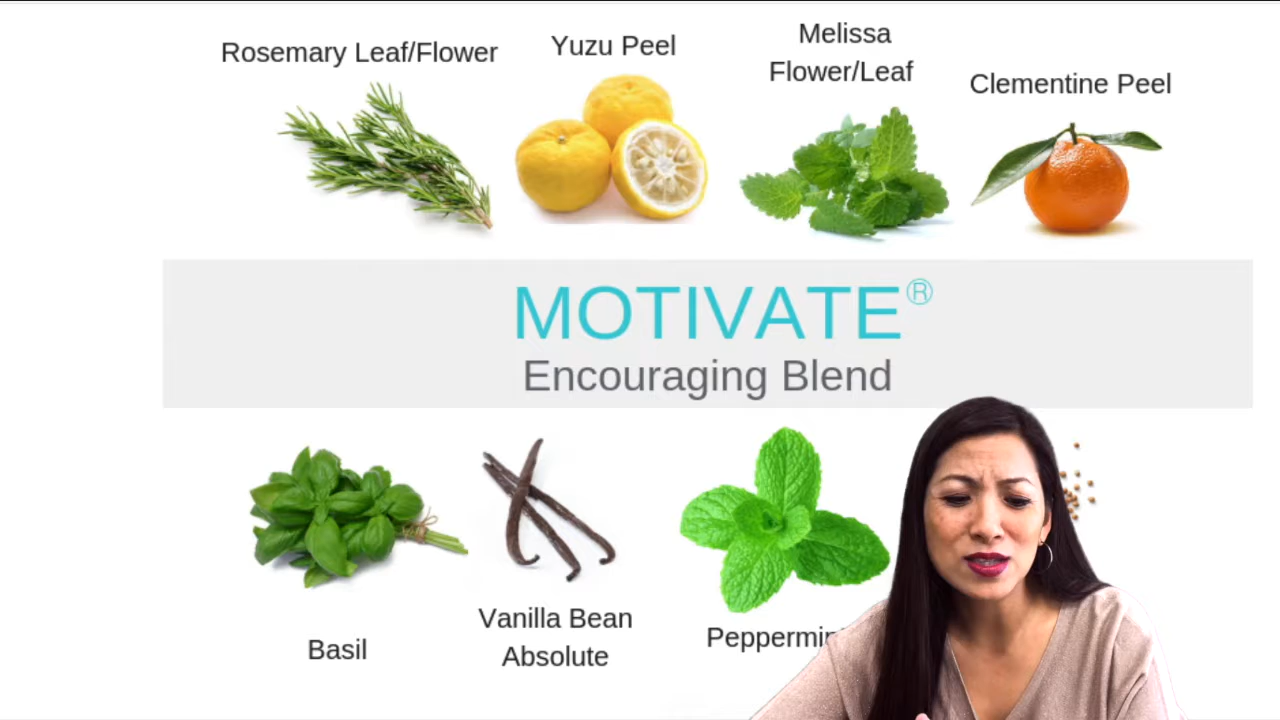 Rosemary Leaf/Flower
Yuzu Peel
Melissa
Flower/Leaf
Clementine Peel
MOTIVATE®
Encouraging Blend
Basil
Vanilla Bean
Absolute